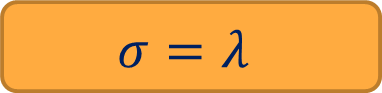 σ = λ